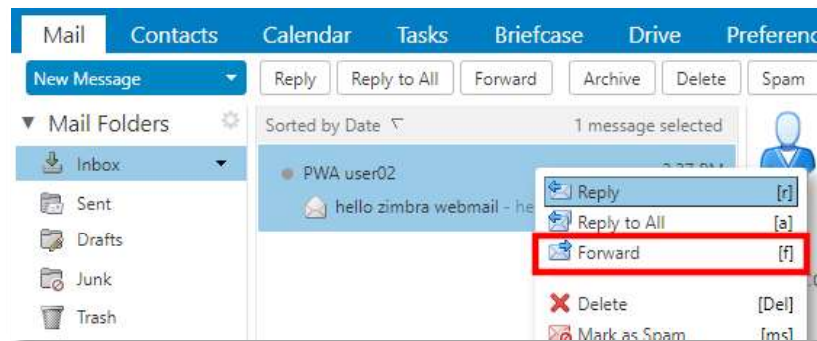 Mail Contacts Calendar Tasks Briefcase Drive Preferenc
New Message Reply Reply to All Forward Archive Delete Spam
Mail Folders Sorted by Date 1 message selected
Inbox PWA user02
Reply [r]
Sent hello zimbra webmail - he
Reply to All [a]
Drafts
Forward [f]
Junk
Delete [Del]
Trash
Mark as Spam [ms]